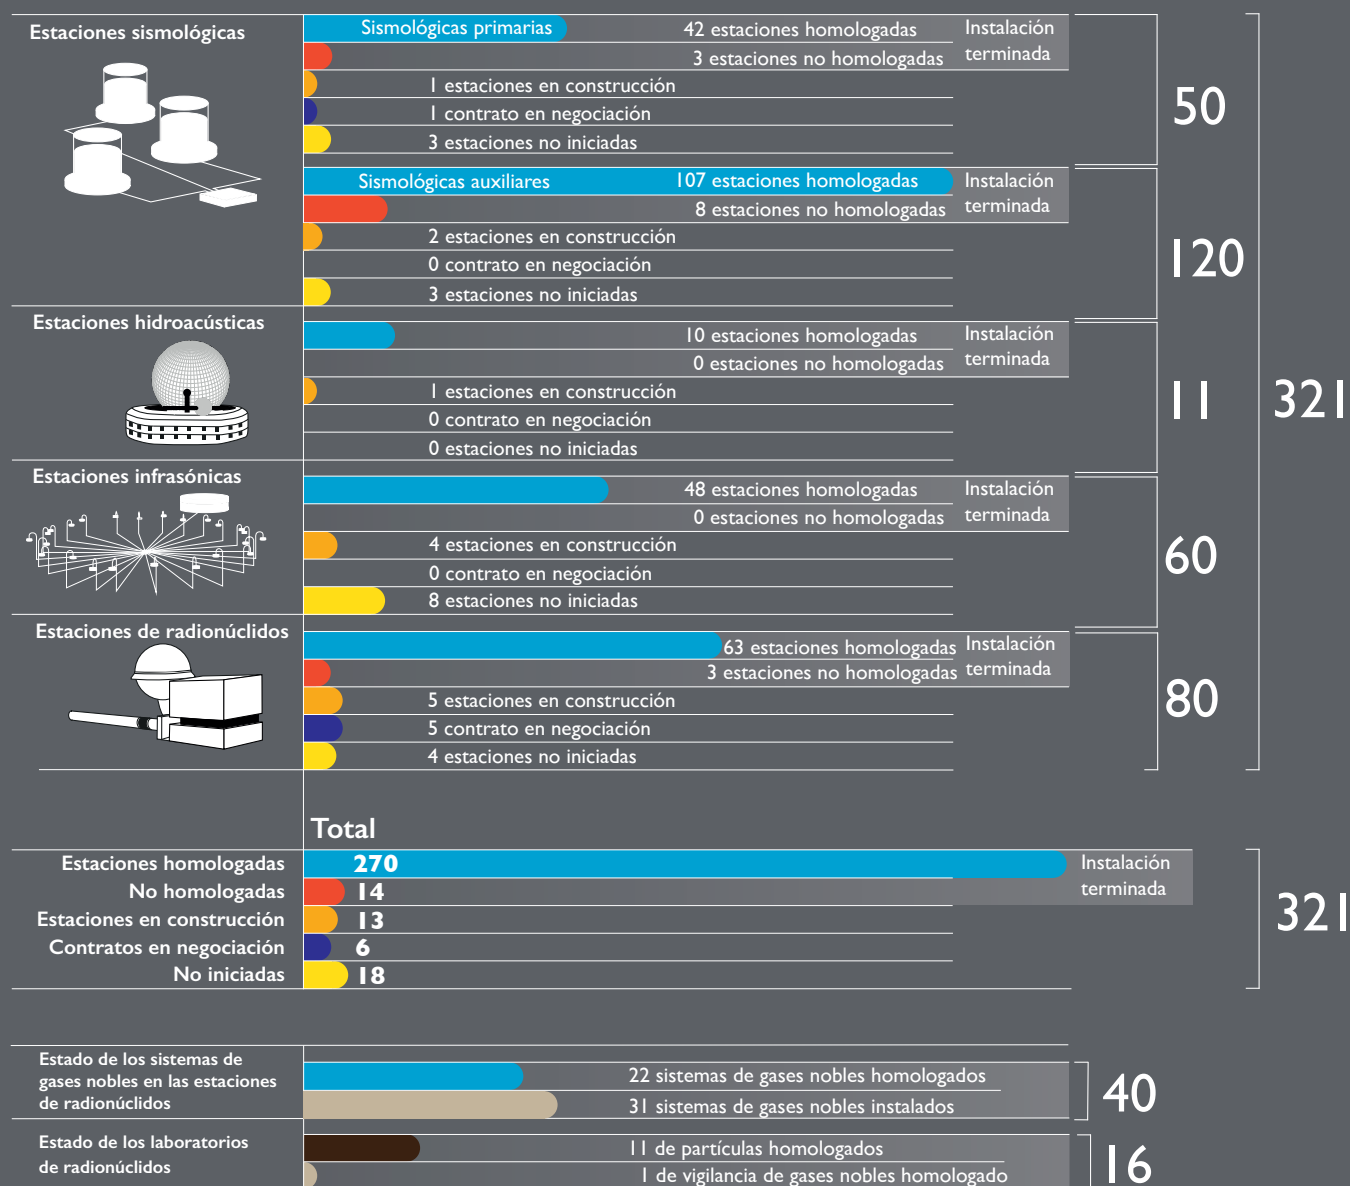 Estaciones sismológicas
Sismológicas primarias
42 estaciones homologadas
Instalación
terminada
3 estaciones no homologadas
1 estaciones en construcción
1 contrato en negociación
3 estaciones no iniciadas
50
Sismológicas auxiliares
107 estaciones homologadas
Instalación
terminada
8 estaciones no homologadas
2 estaciones en construcción
0 contrato en negociación
3 estaciones no iniciadas
120
Estaciones hidroacústicas
10 estaciones homologadas
Instalación
terminada
0 estaciones no homologadas
1 estaciones en construcción
0 contrato en negociación
0 estaciones no iniciadas
11
321
Estaciones infrasónicas
48 estaciones homologadas
Instalación
terminada
0 estaciones no homologadas
4 estaciones en construcción
0 contrato en negociación
8 estaciones no iniciadas
60
Estaciones de radionúclidos
63 estaciones homologadas
Instalación
terminada
3 estaciones no homologadas
5 estaciones en construcción
5 contrato en negociación
4 estaciones no iniciadas
80
Total
Estaciones homologadas 270
Instalación
terminada
No homologadas 14
Estaciones en construcción 13
Contratos en negociación 6
No iniciadas 18
321
Estado de los sistemas de
gases nobles en las estaciones
de radionúclidos
22 sistemas de gases nobles homologados
31 sistemas de gases nobles instalados
40
Estado de los laboratorios
de radionúclidos
11 de partículas homologados
1 de vigilancia de gases nobles homologado
16